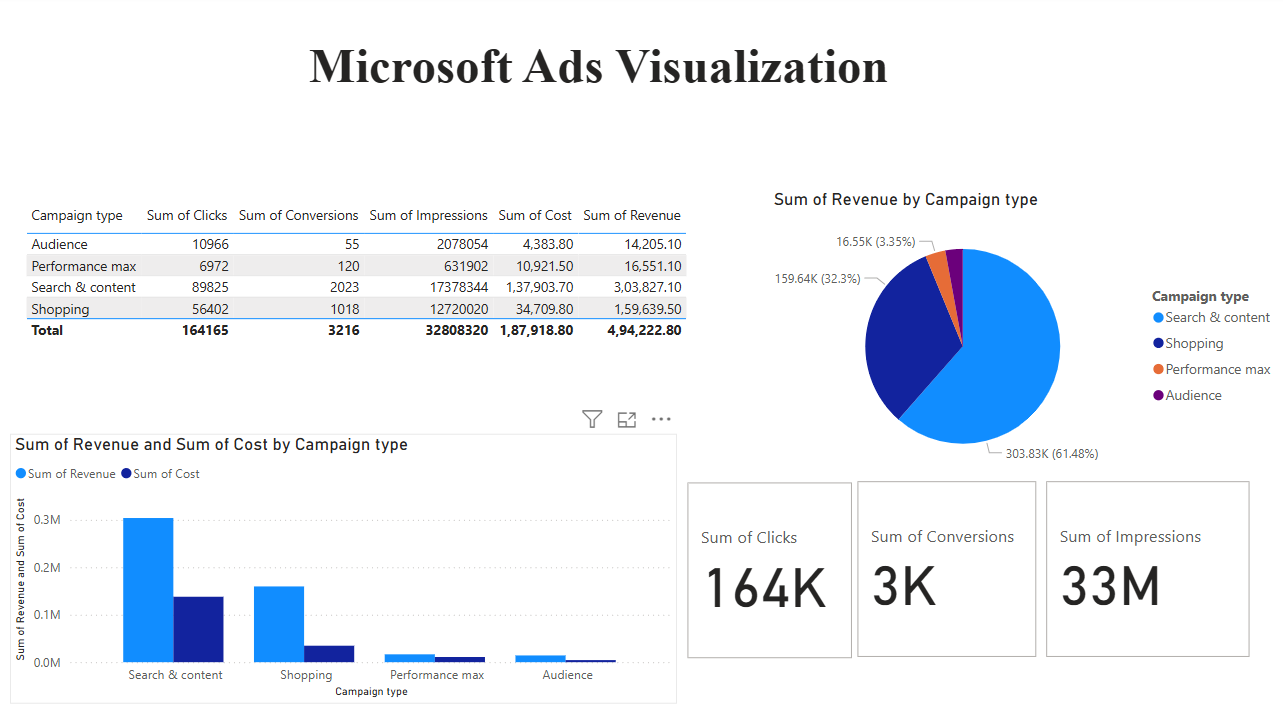 Microsoft Ads Visualization
Campaign type Sum of Clicks Sum of Conversions Sum of Impressions Sum of Cost Sum of Revenue
Audience 10966 55 2078054 4,383.80 14,205.10
Performance max 6972 120 631902 10,921.50 16,551.10
Search & content 89825 2023 17378344 1,37,903.70 3,03,827.10
Shopping 56402 1018 12720020 34,709.80 1,59,639.50
Total 164165 3216 32808320 1,87,918.80 4,94,222.80
Sum of Revenue by Campaign type
16.55K (3.35%)
159.64K (32.3%)
303.83K (61.48%)
Campaign type
Search & content
Shopping
Performance max
Audience
Sum of Revenue and Sum of Cost by Campaign type
Sum of Revenue Sum of Cost
Sum of Revenue and Sum of Cost
0.3M
0.2M
0.1M
0.0M
Search & content Shopping Performance max Audience
Campaign type
Sum of Clicks
164K
Sum of Conversions
3K
Sum of Impressions
33M